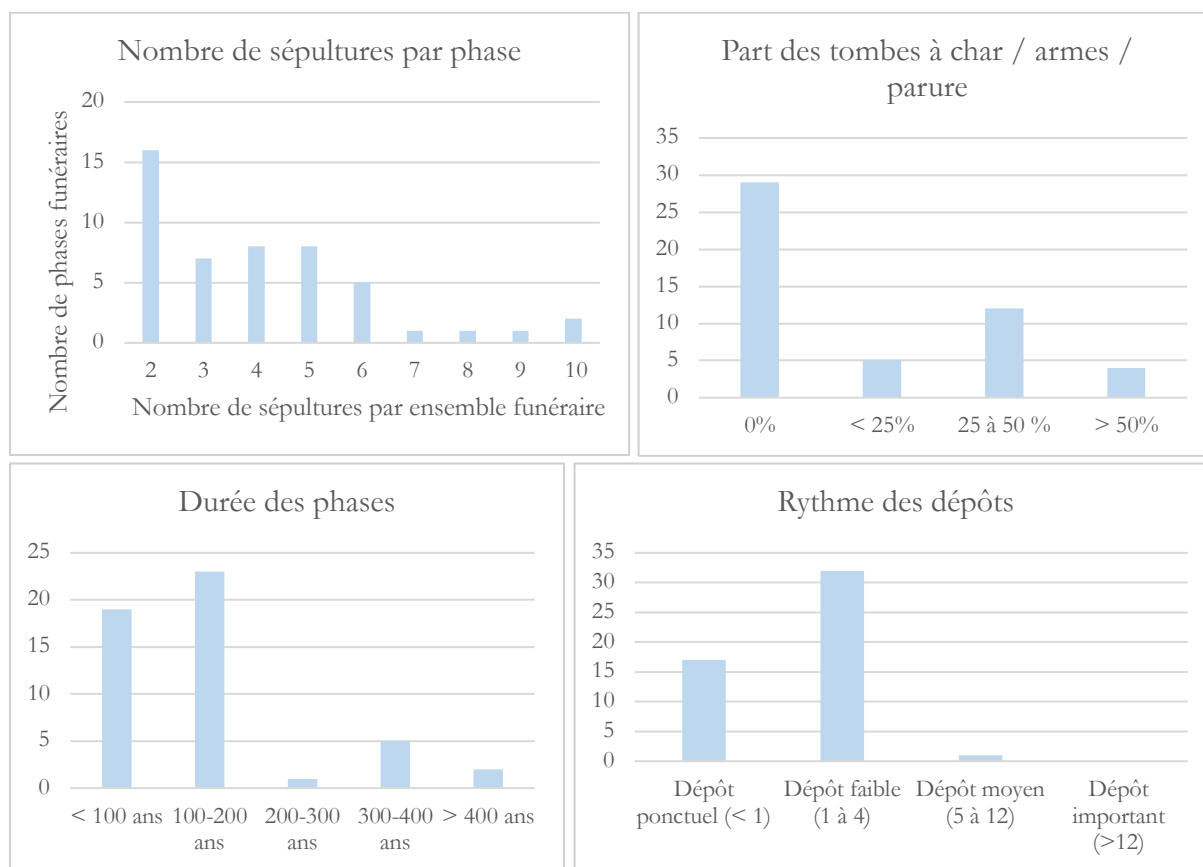 Nombre de sépultures par phase
Nombre de phases funéraires
20
15
10
5
0
2 3 4 5 6 7 8 9 10
Nombre de sépultures par ensemble funéraire
Part des tombes à char / armes /
parure
35
30
25
20
15
10
5
0
0% < 25% 25 à 50 % > 50%
Durée des phases
25
20
15
10
5
0
< 100 ans 100-200 200-300 300-400 > 400 ans
ans ans ans
Rythme des dépôts
35
30
25
20
15
10
5
0
Dépôt Dépôt faible Dépôt moyen Dépôt
ponctuel (< 1) (1 à 4) (5 à 12) important
(>12)